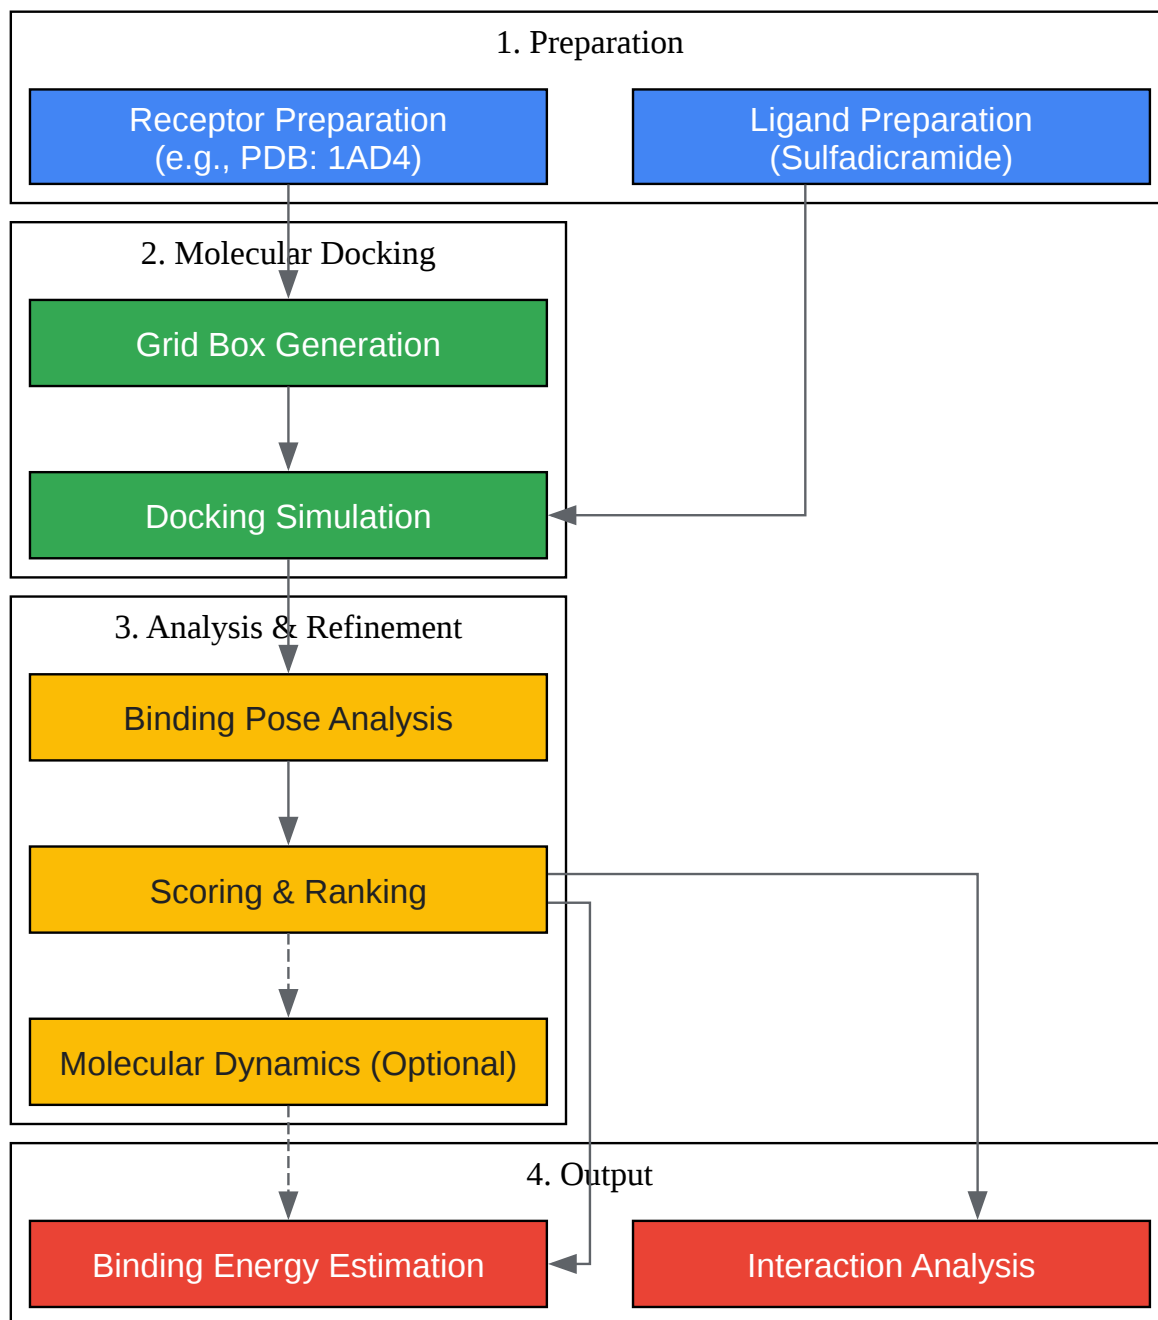 1. Preparation
Receptor Preparation
(e.g., PDB: 1AD4)
Ligand Preparation
(Sulfadicramide)
2. Molecular Docking
Grid Box Generation
Docking Simulation
3. Analysis & Refinement
Binding Pose Analysis
Scoring & Ranking
Molecular Dynamics (Optional)
4. Output
Binding Energy Estimation
Interaction Analysis